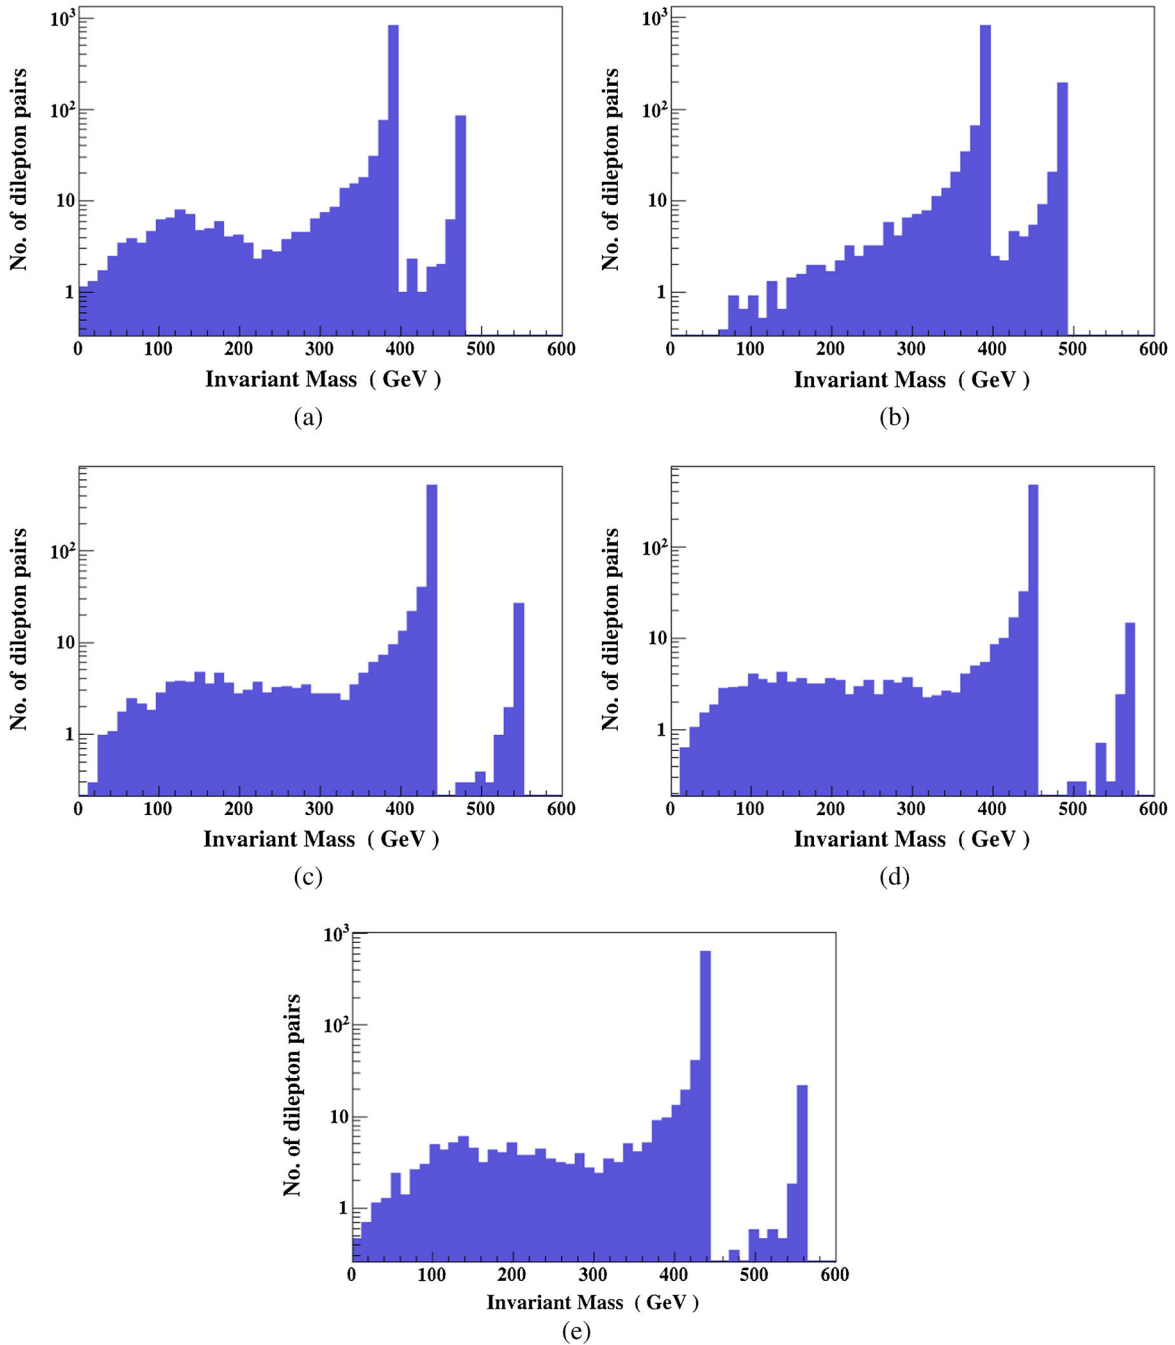 No. of dilepton pairs
10³
10²
10
1
0 100 200 300 400 500 600
Invariant Mass ( GeV )
(a)
No. of dilepton pairs
10³
10²
10
1
0 100 200 300 400 500 600
Invariant Mass ( GeV )
(b)
No. of dilepton pairs
10²
10
1
0 100 200 300 400 500 600
Invariant Mass ( GeV )
(c)
No. of dilepton pairs
10²
10
1
0 100 200 300 400 500 600
Invariant Mass ( GeV )
(d)
No. of dilepton pairs
10³
10²
10
1
0 100 200 300 400 500 600
Invariant Mass ( GeV )
(e)